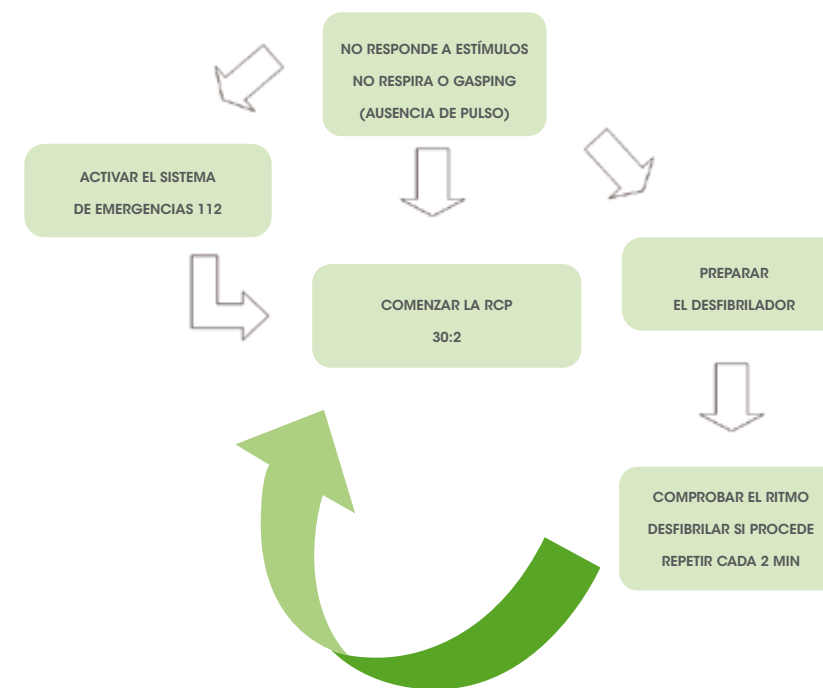 NO RESPONDE A ESTÍMULOS
NO RESPIRA O GASPING
(AUSENCIA DE PULSO)
ACTIVAR EL SISTEMA
DE EMERGENCIAS 112
COMENZAR LA RCP
30:2
PREPARAR
EL DESFIBRILADOR
COMPROBAR EL RITMO
DESFIBRILAR SI PROCEDE
REPETIR CADA 2 MIN